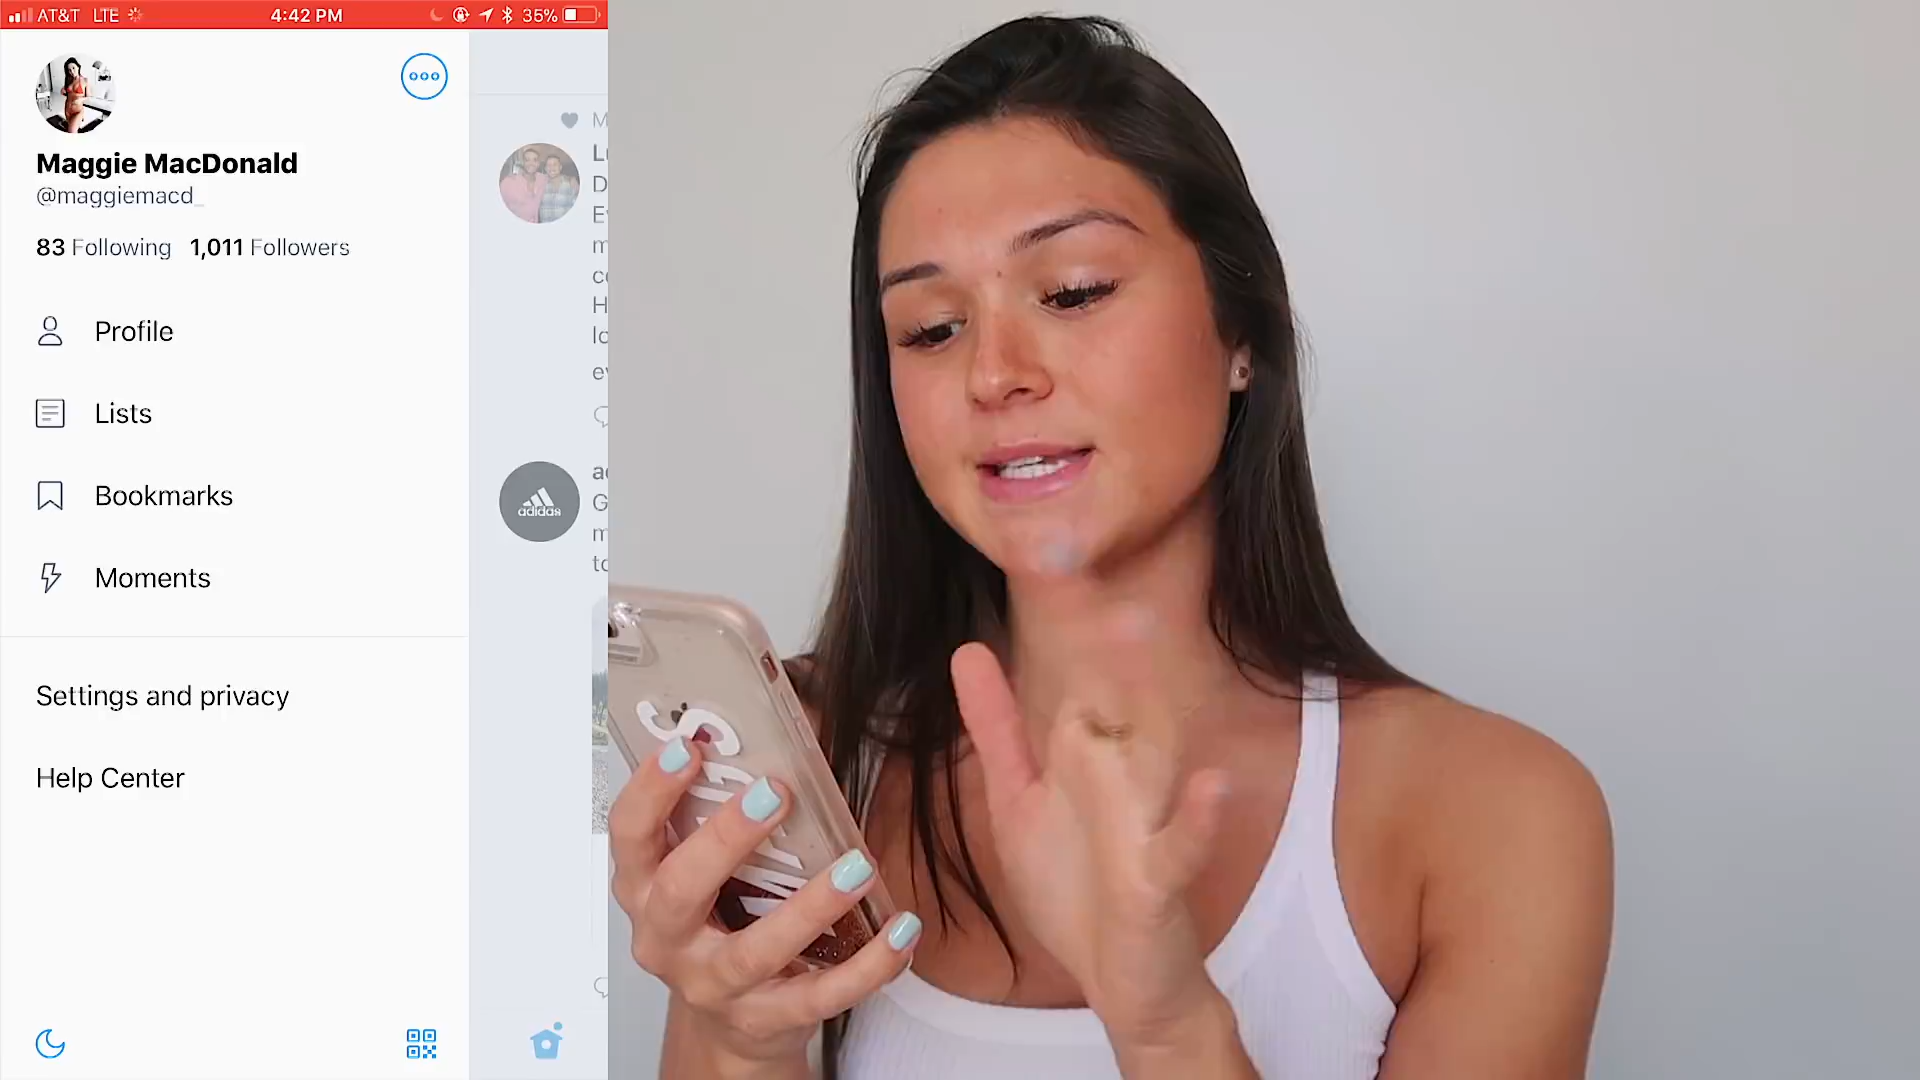 AT&T LTE 4:42 PM 35%
Maggie MacDonald
@maggiemacd_
83 Following 1,011 Followers
Profile
Lists
Bookmarks
Moments
Settings and privacy
Help Center
adidas